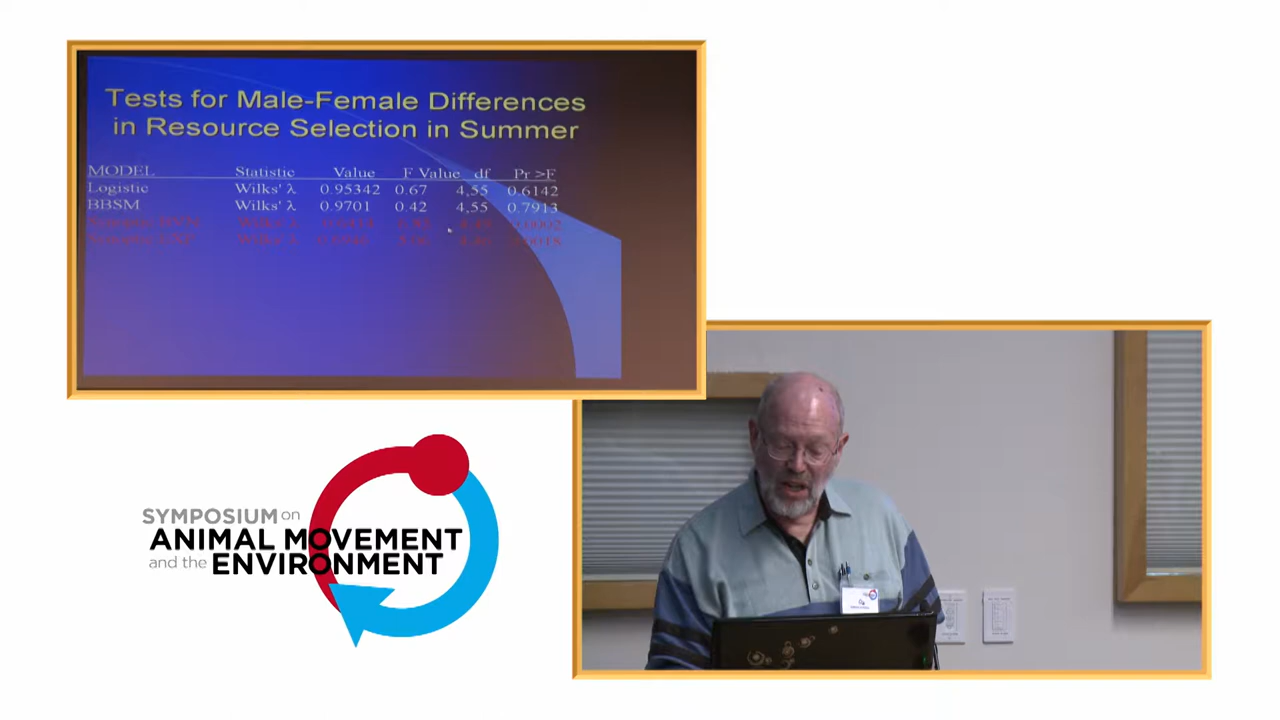 Tests for Male-Female Differences
in Resource Selection in Summer
MODEL Statistic Value F Value df Pr >F
Logistic Wilks' λ 0.95342 0.67 4,55 0.6142
BBSM Wilks' λ 0.9701 0.42 4,55 0.7913
Wilks' λ
Wilks' λ
SYMPOSIUM on
ANIMAL MOVEMENT
and the ENVIRONMENT